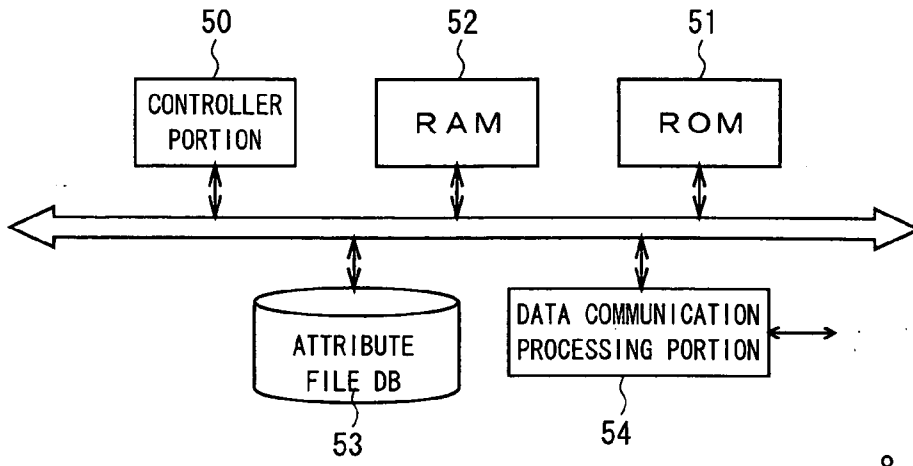 50
52
51
CONTROLLER
PORTION
RAM
ROM
ATTRIBUTE
FILE DB
DATA COMMUNICATION
PROCESSING PORTION
53
54